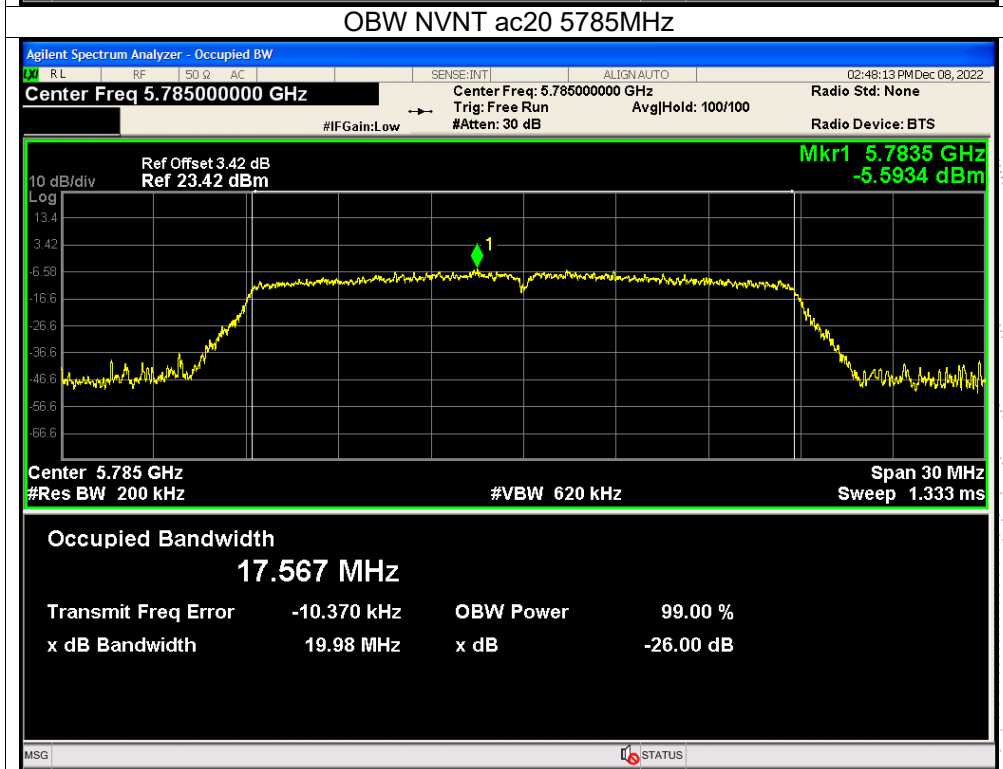 OBW NVNT ac20 5785MHz
Agilent Spectrum Analyzer - Occupied BW
LXI RL RF 50 Ω AC SENSE:INT ALIGNAUTO 02:48:13 PM Dec 08, 2022
Center Freq 5.785000000 GHz Center Freq: 5.785000000 GHz Radio Std: None
Trig: Free Run Avg|Hold: 100/100
#IFGain:Low #Atten: 30 dB Radio Device: BTS
Mkr1 5.7835 GHz
-5.5934 dBm
Ref Offset 3.42 dB
10 dB/div Ref 23.42 dBm
Log
13.4
3.42
1
-6.58
-16.6
-26.6
-36.6
-46.6
-56.6
-66.6
Center 5.785 GHz Span 30 MHz
#Res BW 200 kHz #VBW 620 kHz Sweep 1.333 ms
Occupied Bandwidth
17.567 MHz
Transmit Freq Error -10.370 kHz OBW Power 99.00 %
x dB Bandwidth 19.98 MHz x dB -26.00 dB
MSG STATUS